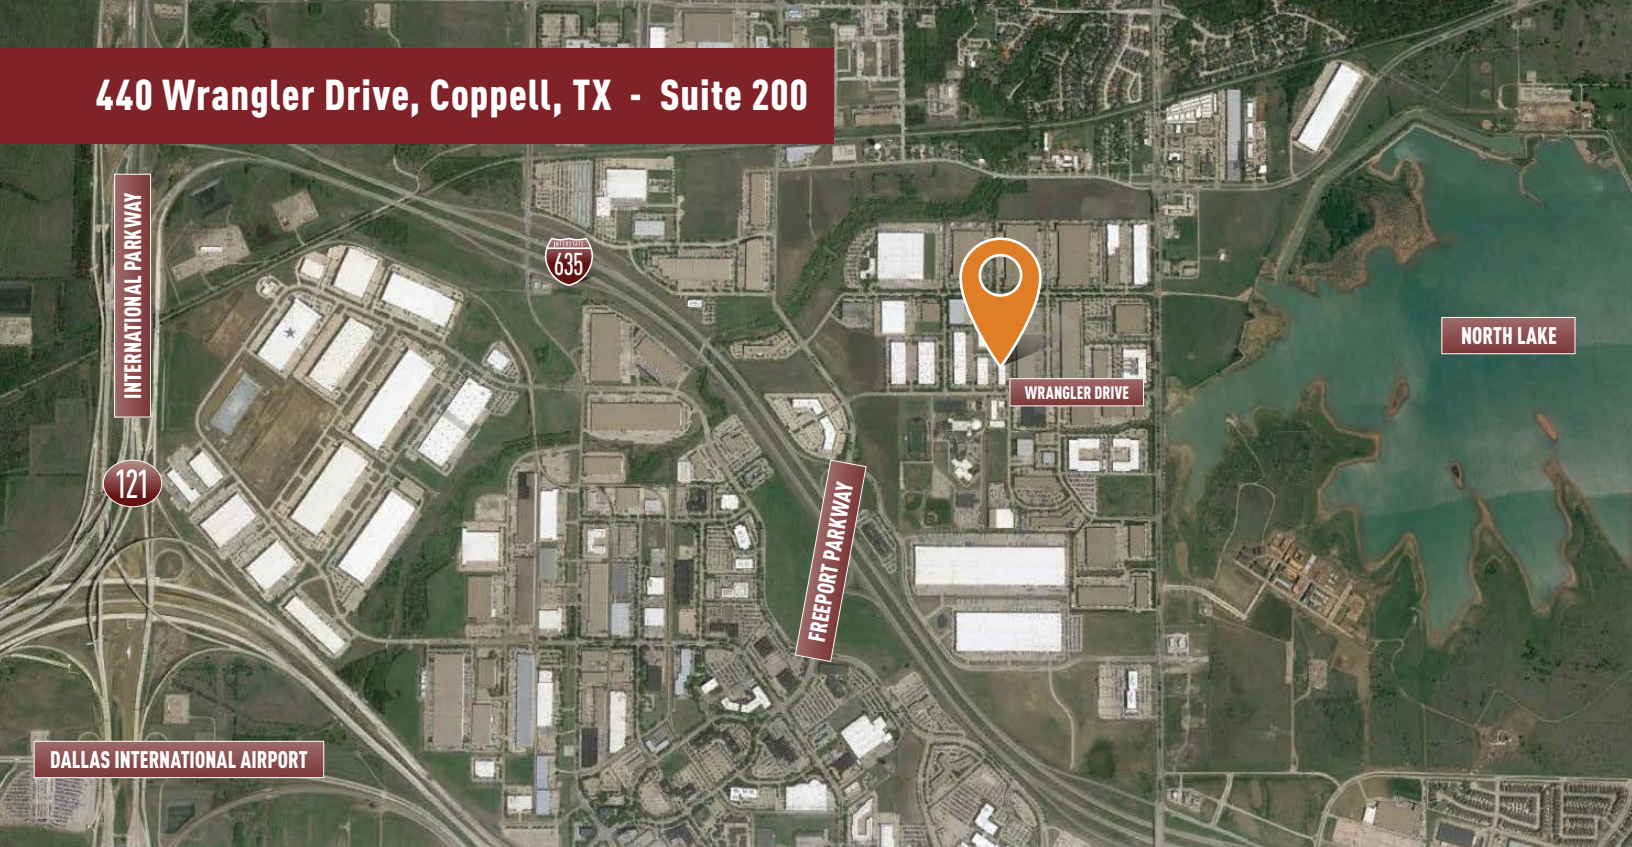 440 Wrangler Drive, Coppell, TX - Suite 200
INTERNATIONAL PARKWAY
INTERSTATE
635
NORTH LAKE
WRANGLER DRIVE
121
FREEPORT PARKWAY
DALLAS INTERNATIONAL AIRPORT